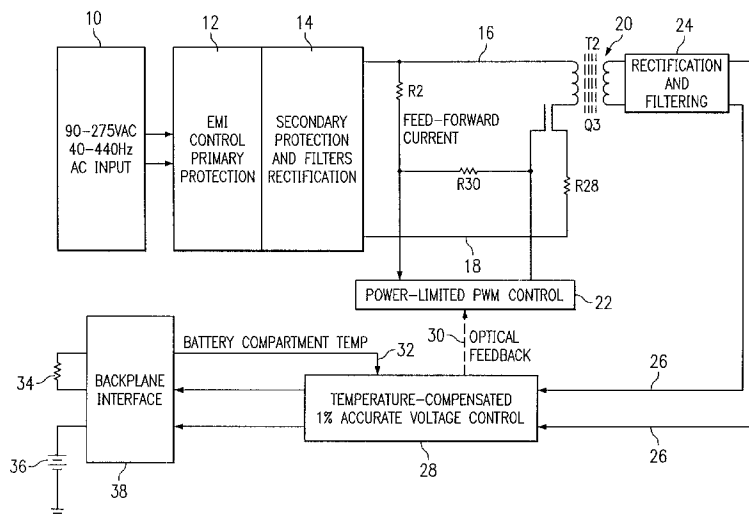 10
12
14
16
T2
20
24
90–275VAC
40–440Hz
AC INPUT
EMI
CONTROL
PRIMARY
PROTECTION
SECONDARY
PROTECTION
AND FILTERS
RECTIFICATION
R2
FEED–FORWARD
CURRENT
R30
Q3
R28
RECTIFICATION
AND
FILTERING
18
POWER–LIMITED PWM CONTROL
22
BATTERY COMPARTMENT TEMP
32
30
OPTICAL
FEEDBACK
34
BACKPLANE
INTERFACE
TEMPERATURE–COMPENSATED
1% ACCURATE VOLTAGE CONTROL
26
26
36
38
28